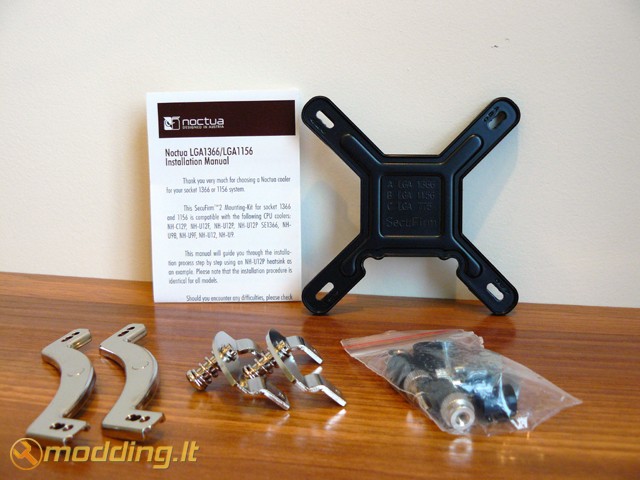 noctua
DESIGNED IN AUSTRIA
Noctua LGA1366/LGA1156
Installation Manual
Thank you very much for choosing a Noctua cooler
for your socket 1366 or 1156 system.
This SecuFirm™2 Mounting-Kit for socket 1366
and 1156 is compatible with the following CPU coolers:
NH-C12P, NH-U12F, NH-U12P, NH-U12P SE1366, NH-
U9B, NH-U9F, NH-U12, NH-U9
This manual will guide you through the installa-
tion process step by step using an NH-U12P heatsink as
an example. Please note that the installation procedure is
identical for all models.
Should you encounter any difficulties, please check
A: LGA 1366
B: LGA 1156
C: LGA 775
SecuFirm
modding.lt